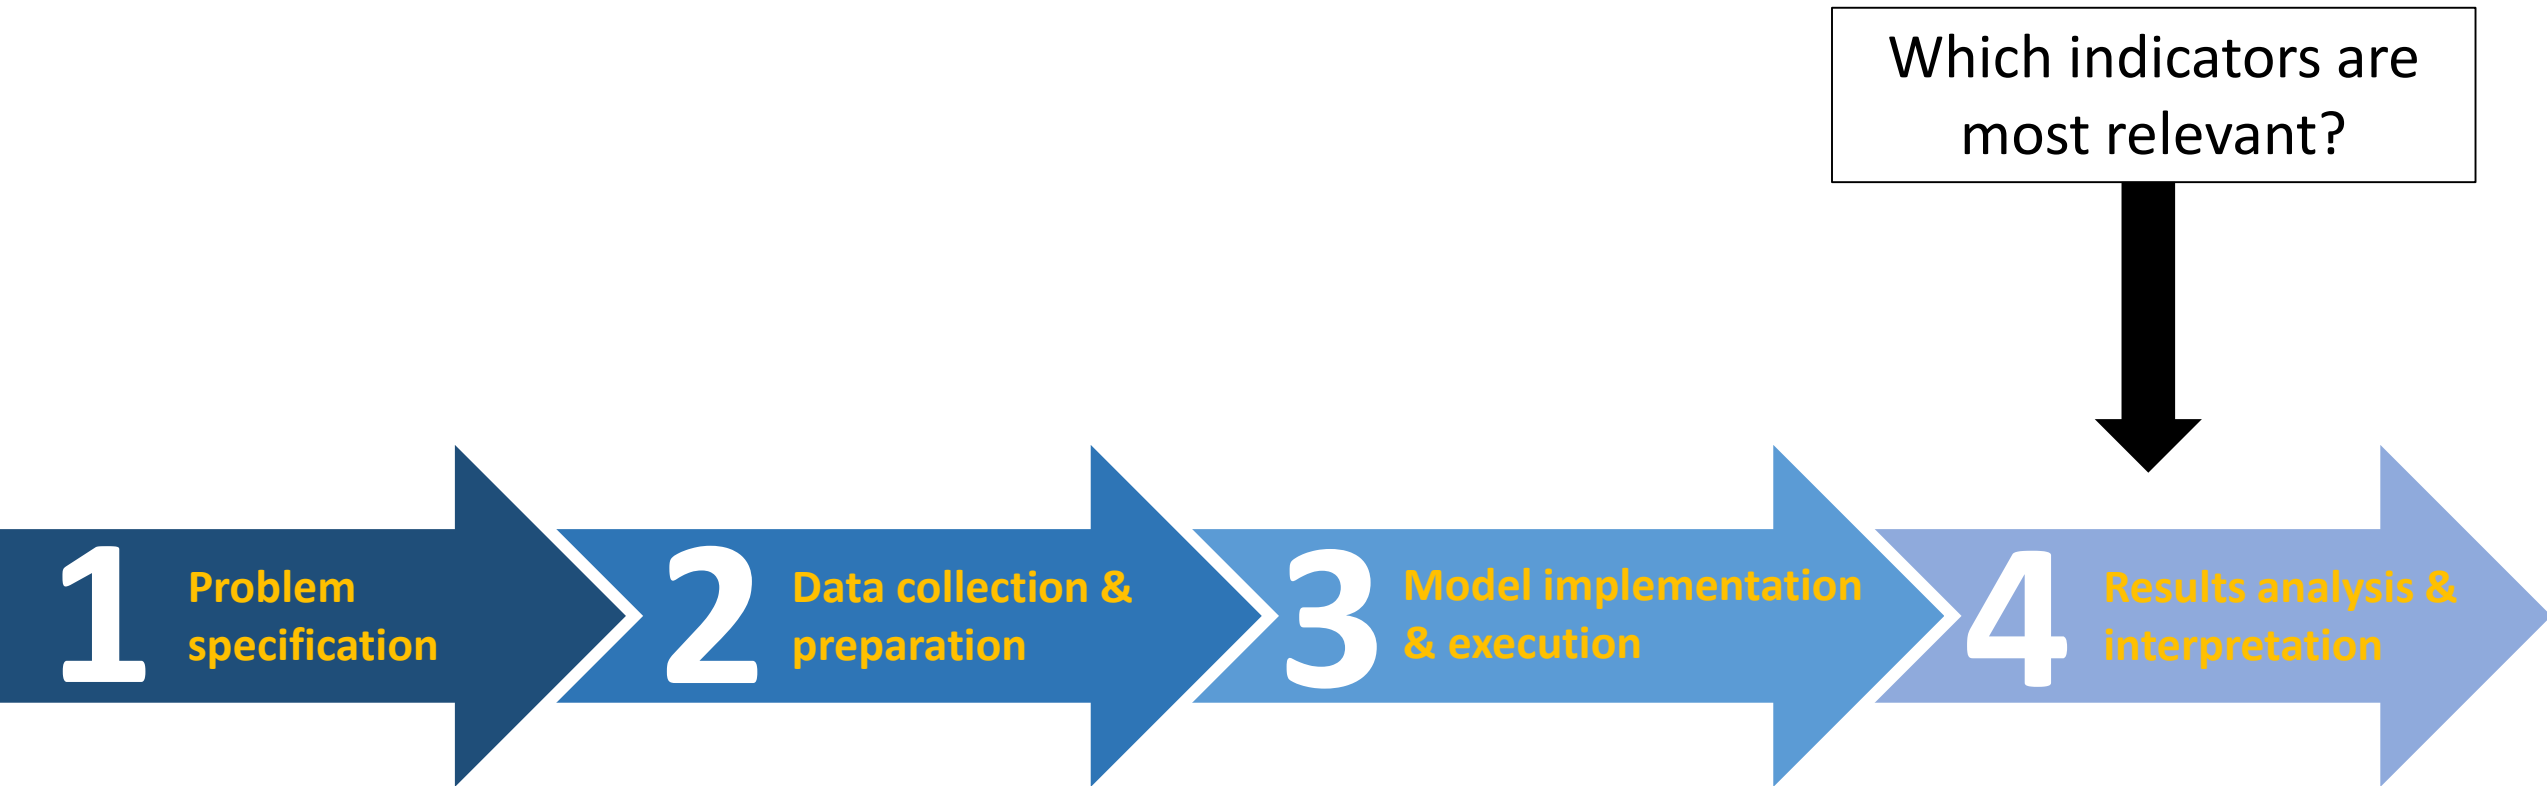 Which indicators are
most relevant?
1
Problem
specification
2
Data collection &
preparation
3
Model implementation
& execution
4
Results analysis &
interpretation